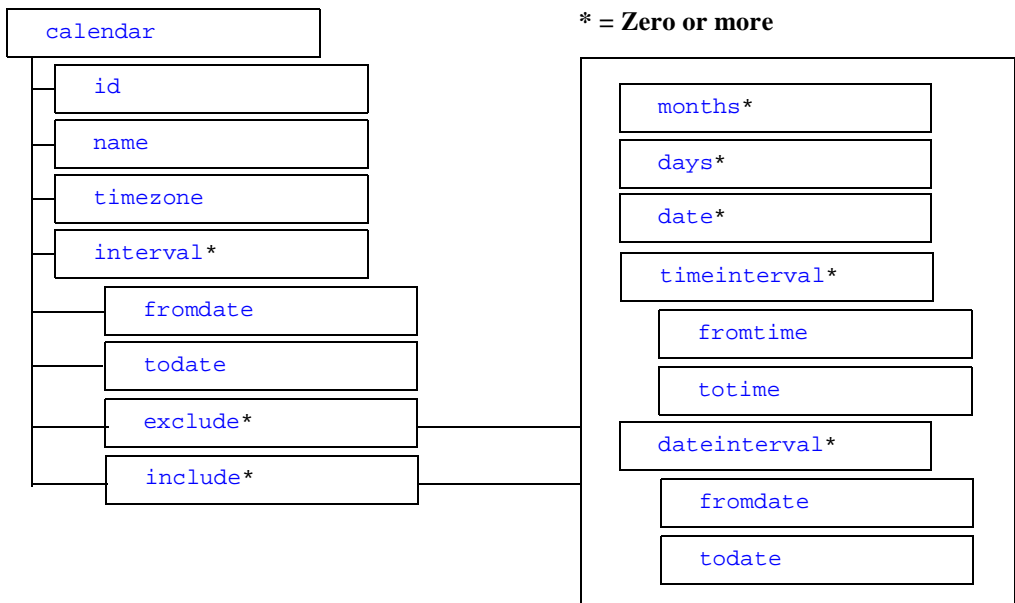 calendar
id
name
timezone
interval*
fromdate
todate
exclude*
include*
* = Zero or more
months*
days*
date*
timeinterval*
fromtime
totime
dateinterval*
fromdate
todate